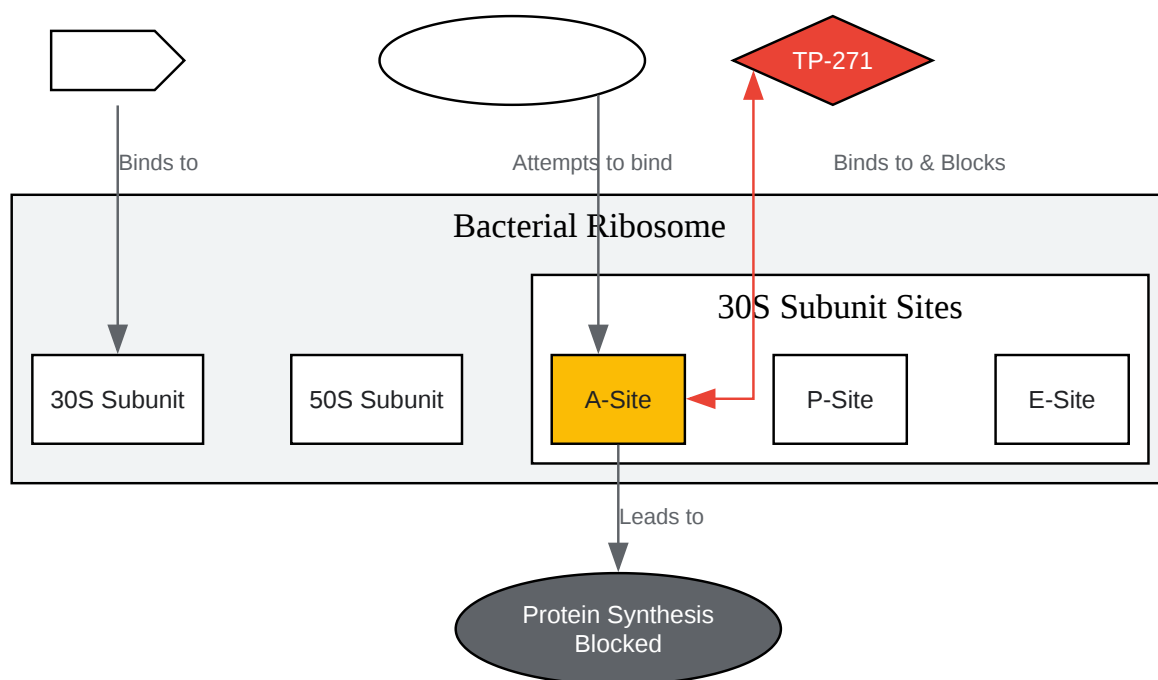 TP-271
Binds to
Attempts to bind
Binds to & Blocks
Bacterial Ribosome
30S Subunit Sites
30S Subunit
50S Subunit
A-Site
P-Site
E-Site
Leads to
Protein Synthesis
Blocked